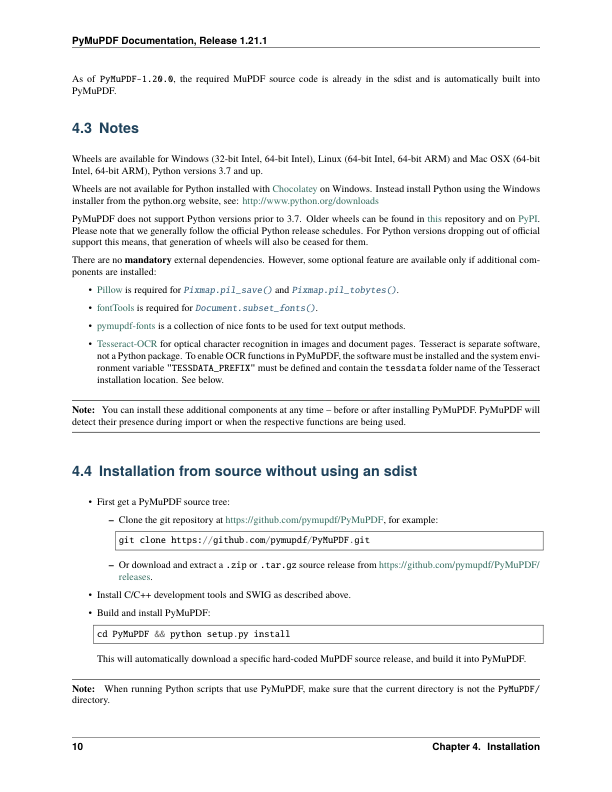 PyMuPDF Documentation, Release 1.21.1
As of PyMuPDF-1.20.0, the required MuPDF source code is already in the sdist and is automatically built into
PyMuPDF.
4.3 Notes
Wheels are available for Windows (32-bit Intel, 64-bit Intel), Linux (64-bit Intel, 64-bit ARM) and Mac OSX (64-bit
Intel, 64-bit ARM), Python versions 3.7 and up.
Wheels are not available for Python installed with Chocolatey on Windows. Instead install Python using the Windows
installer from the python.org website, see: http://www.python.org/downloads
PyMuPDF does not support Python versions prior to 3.7. Older wheels can be found in this repository and on PyPI.
Please note that we generally follow the official Python release schedules. For Python versions dropping out of official
support this means, that generation of wheels will also be ceased for them.
There are no mandatory external dependencies. However, some optional feature are available only if additional com-
ponents are installed:
• Pillow is required for Pixmap.pil_save() and Pixmap.pil_tobytes().
• fontTools is required for Document.subset_fonts().
• pymupdf-fonts is a collection of nice fonts to be used for text output methods.
• Tesseract-OCR for optical character recognition in images and document pages. Tesseract is separate software,
not a Python package. To enable OCR functions in PyMuPDF, the software must be installed and the system envi-
ronment variable "TESSDATA_PREFIX" must be defined and contain the tessdata folder name of the Tesseract
installation location. See below.
Note: You can install these additional components at any time – before or after installing PyMuPDF. PyMuPDF will
detect their presence during import or when the respective functions are being used.
4.4 Installation from source without using an sdist
• First get a PyMuPDF source tree:
– Clone the git repository at https://github.com/pymupdf/PyMuPDF, for example:
git clone https://github.com/pymupdf/PyMuPDF.git
– Or download and extract a .zip or .tar.gz source release from https://github.com/pymupdf/PyMuPDF/
releases.
• Install C/C++ development tools and SWIG as described above.
• Build and install PyMuPDF:
cd PyMuPDF && python setup.py install
This will automatically download a specific hard-coded MuPDF source release, and build it into PyMuPDF.
Note: When running Python scripts that use PyMuPDF, make sure that the current directory is not the PyMuPDF/
directory.
10 Chapter 4. Installation